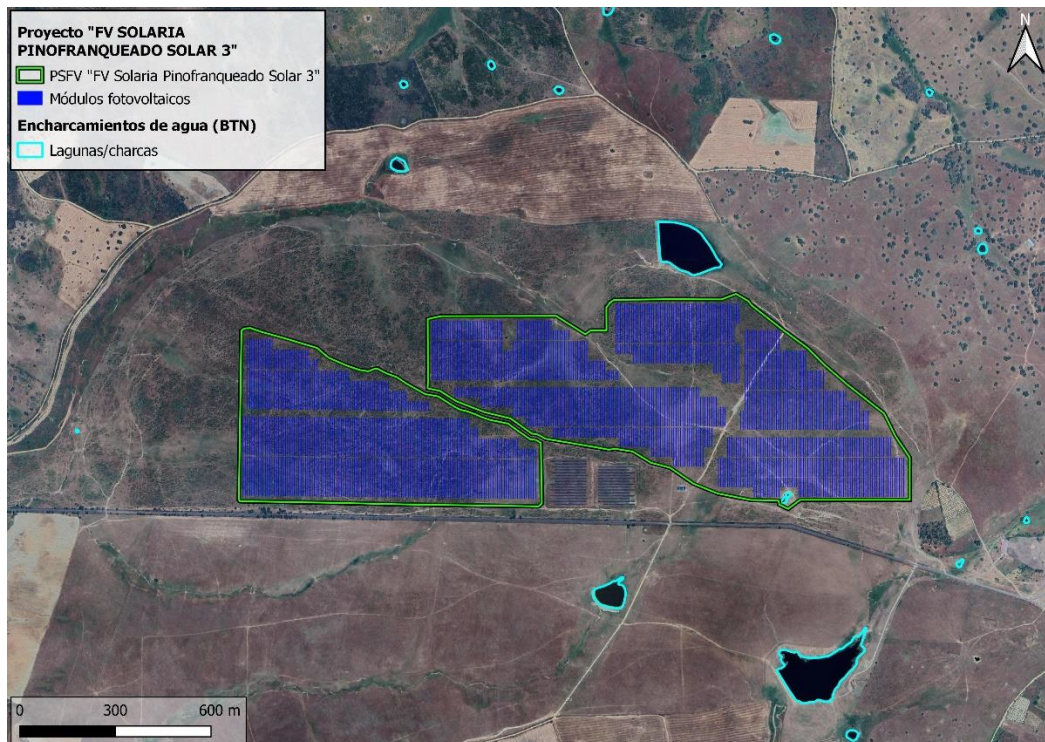 Proyecto "FV SOLARIA
PINOFRANQUEADO SOLAR 3"
PSFV "FV Solaria Pinofranqueado Solar 3"
Módulos fotovoltaicos
Encharcamientos de agua (BTN)
Lagunas/charcas
N
0 300 600 m